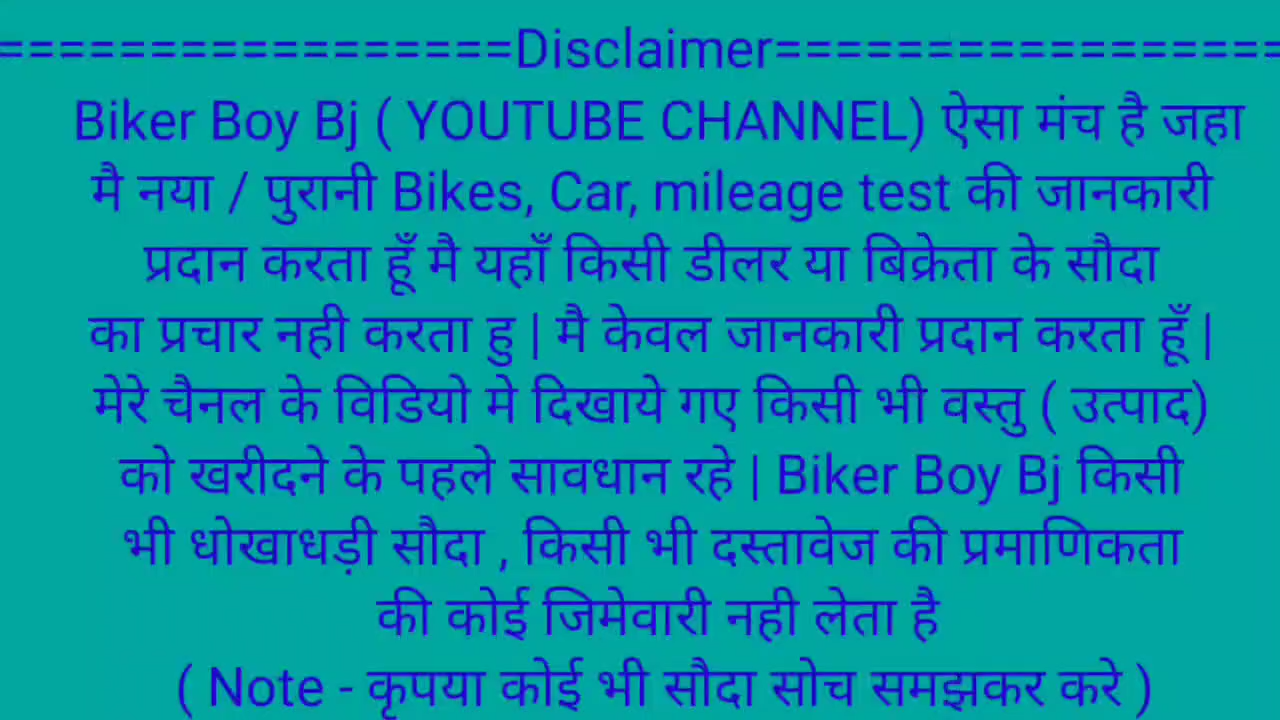 =================Disclaimer=================
Biker Boy Bj ( YOUTUBE CHANNEL) ऐसा मंच है जहा
मै नया / पुरानी Bikes, Car, mileage test की जानकारी
प्रदान करता हूँ मै यहाँ किसी डीलर या बिक्रेता के सौदा
का प्रचार नही करता हु | मै केवल जानकारी प्रदान करता हूँ |
मेरे चैनल के विडियो मे दिखाये गए किसी भी वस्तु ( उत्पाद)
को खरीदने के पहले सावधान रहे | Biker Boy Bj किसी
भी धोखाधड़ी सौदा , किसी भी दस्तावेज की प्रमाणिकता
की कोई जिमेवारी नही लेता है
( Note - कृपया कोई भी सौदा सोच समझकर करे )